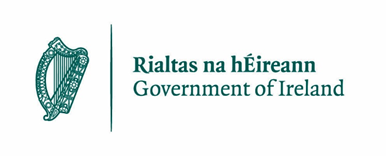 Rialtas na hÉireann
Government of Ireland